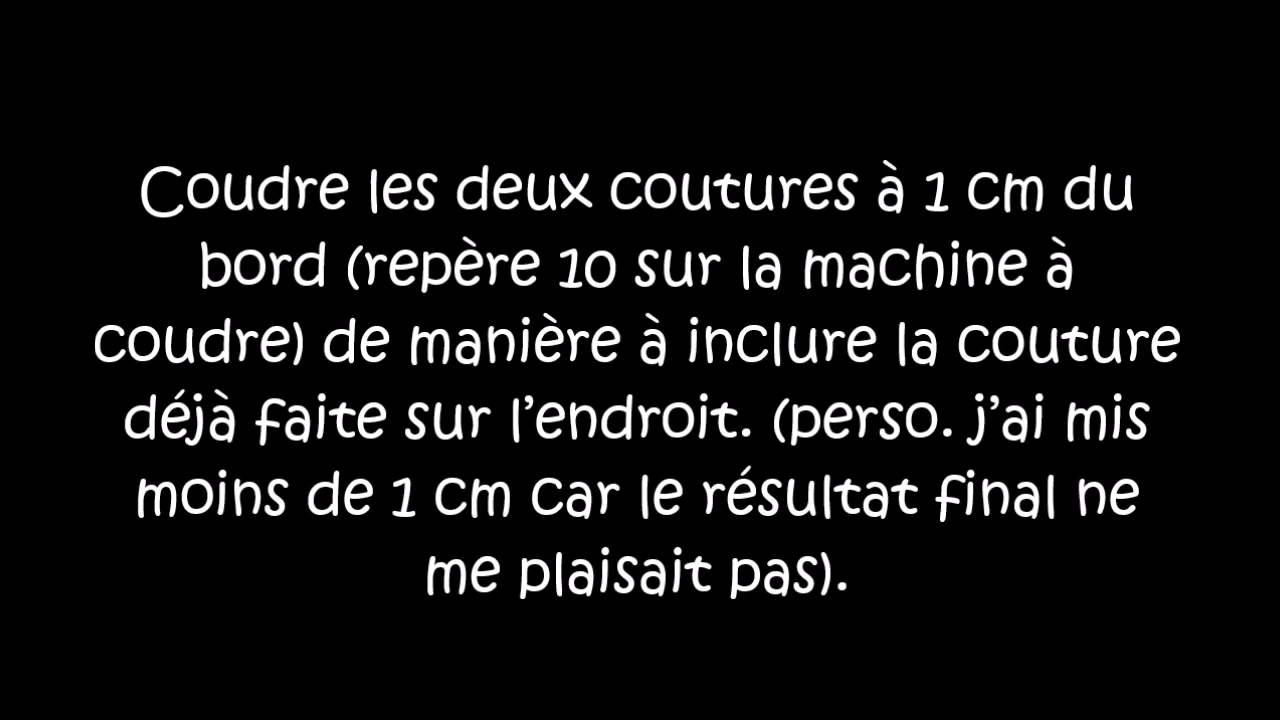 Coudre les deux coutures à 1 cm du
bord (repère 10 sur la machine à
coudre) de manière à inclure la couture
déjà faite sur l’endroit. (perso. j’ai mis
moins de 1 cm car le résultat final ne
me plaisait pas).